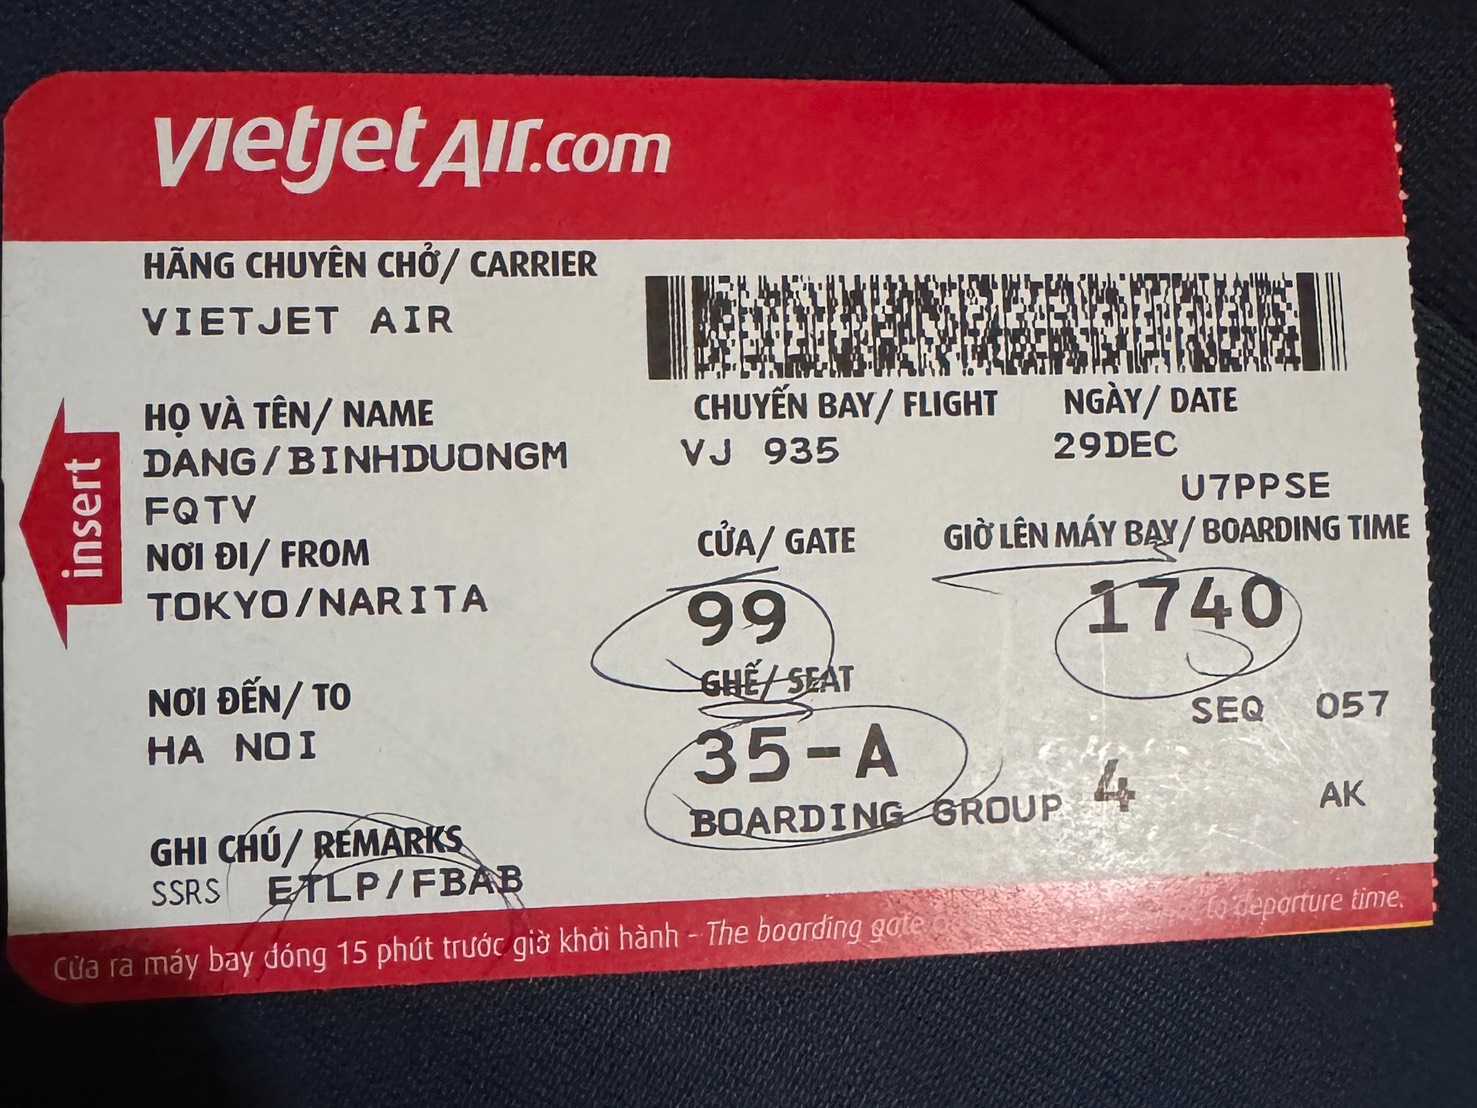 vietjetAir.com
HÃNG CHUYÊN CHỞ/ CARRIER
VIETJET AIR
HỌ VÀ TÊN/ NAME
DANG/BINHDUONGM
FQTV
CHUYẾN BAY/ FLIGHT
VJ 935
NGÀY/ DATE
29DEC
U7PPSE
NƠI ĐI/ FROM
TOKYO/NARITA
CỬA/ GATE
99
GIỜ LÊN MÁY BAY/ BOARDING TIME
1740
insert
NƠI ĐẾN/ TO
HA NOI
GHẾ/ SEAT
35-A
SEQ 057
BOARDING GROUP 4
AK
GHI CHÚ/ REMARKS
SSRS ETLP/FBAB
Cửa ra máy bay đóng 15 phút trước giờ khởi hành - The boarding gate to departure time.